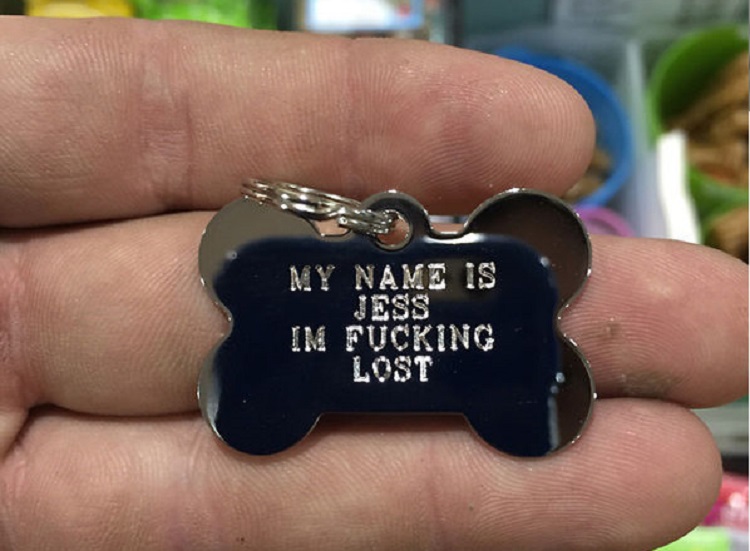 MY NAME IS
JESS
IM FUCKING
LOST